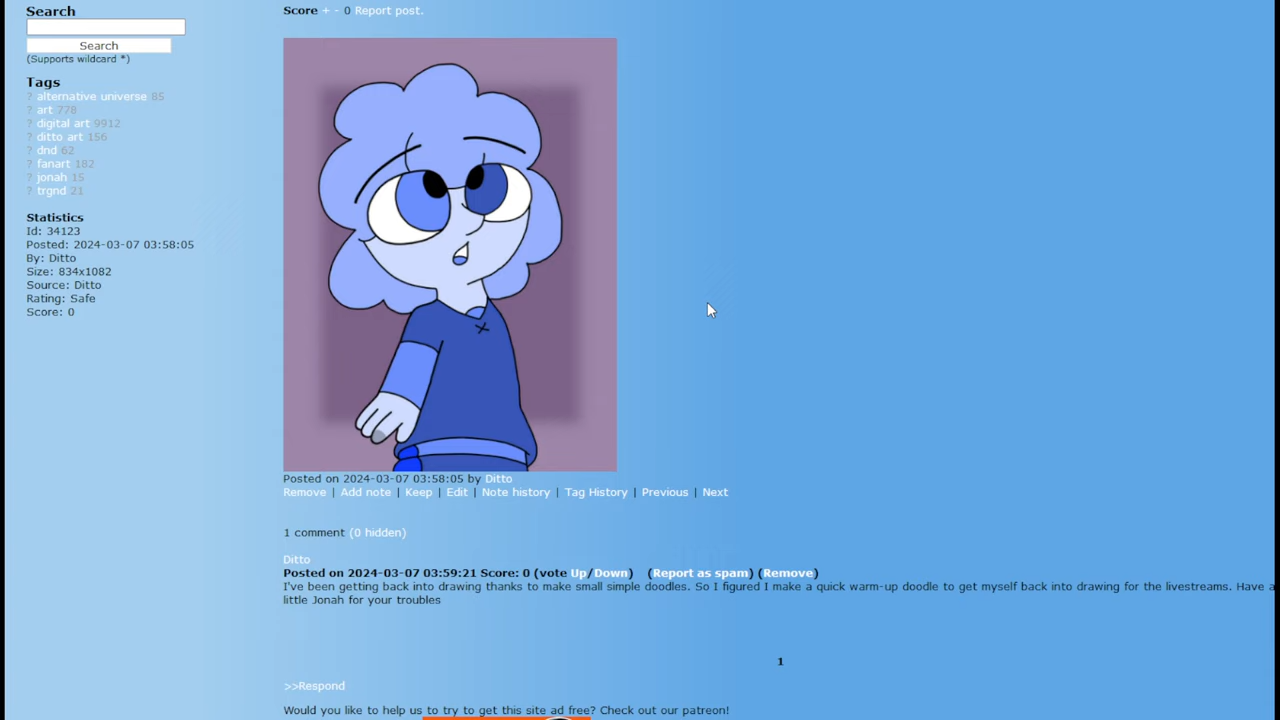 Search
Search
(Supports wildcard *)
Tags
? alternative universe 85
? art 778
? digital art 9912
? ditto art 156
? dnd 62
? fanart 182
? jonah 15
? trgnd 21
Statistics
Id: 34123
Posted: 2024-03-07 03:58:05
By: Ditto
Size: 834x1082
Source: Ditto
Rating: Safe
Score: 0
Score + - 0 Report post.
Posted on 2024-03-07 03:58:05 by Ditto
Remove | Add note | Keep | Edit | Note history | Tag History | Previous | Next
1 comment (0 hidden)
Ditto
Posted on 2024-03-07 03:59:21 Score: 0 (vote Up/Down) (Report as spam) (Remove)
I've been getting back into drawing thanks to make small simple doodles. So I figured I make a quick warm-up doodle to get myself back into drawing for the livestreams. Have a
little Jonah for your troubles
1
>>Respond
Would you like to help us to try to get this site ad free? Check out our patreon!